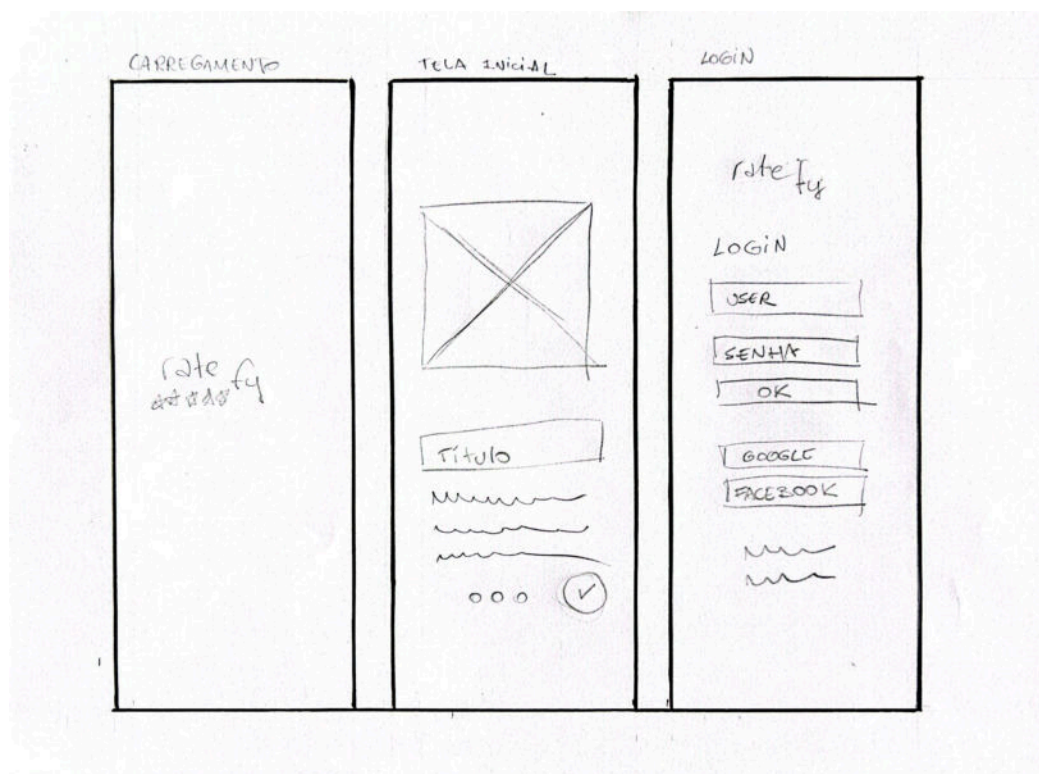 CARREGAMENTO
rate
fy
TELA INICIAL
Título
LOGIN
rate
fy
LOGIN
USER
SENHA
OK
GOOGLE
FACEBOOK